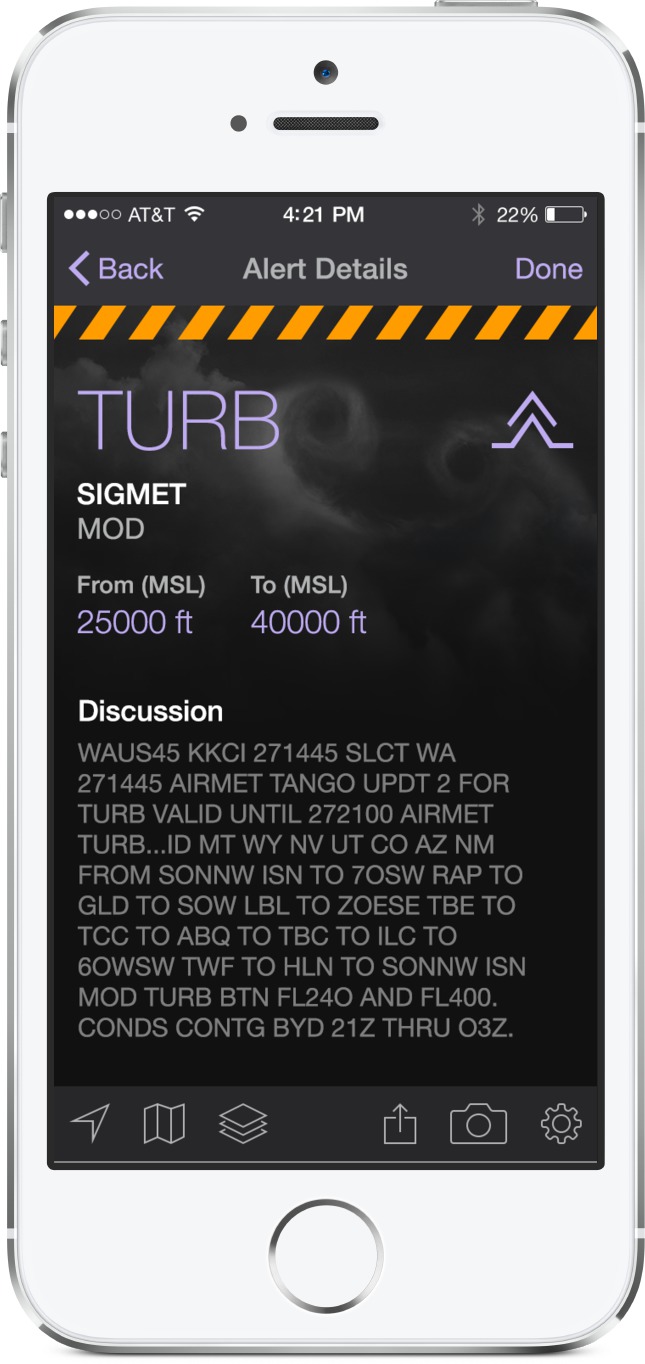 AT&T 4:21 PM 22%
Back Alert Details Done
TURB
SIGMET
MOD
From (MSL) To (MSL)
25000 ft 40000 ft
Discussion
WAUS45 KKCI 271445 SLCT WA
271445 AIRMET TANGO UPDT 2 FOR
TURB VALID UNTIL 272100 AIRMET
TURB...ID MT WY NV UT CO AZ NM
FROM SONNW ISN TO 7OSW RAP TO
GLD TO SOW LBL TO ZOESE TBE TO
TCC TO ABQ TO TBC TO ILC TO
6OWSW TWF TO HLN TO SONNW ISN
MOD TURB BTN FL24O AND FL400.
CONDS CONTG BYD 21Z THRU O3Z.